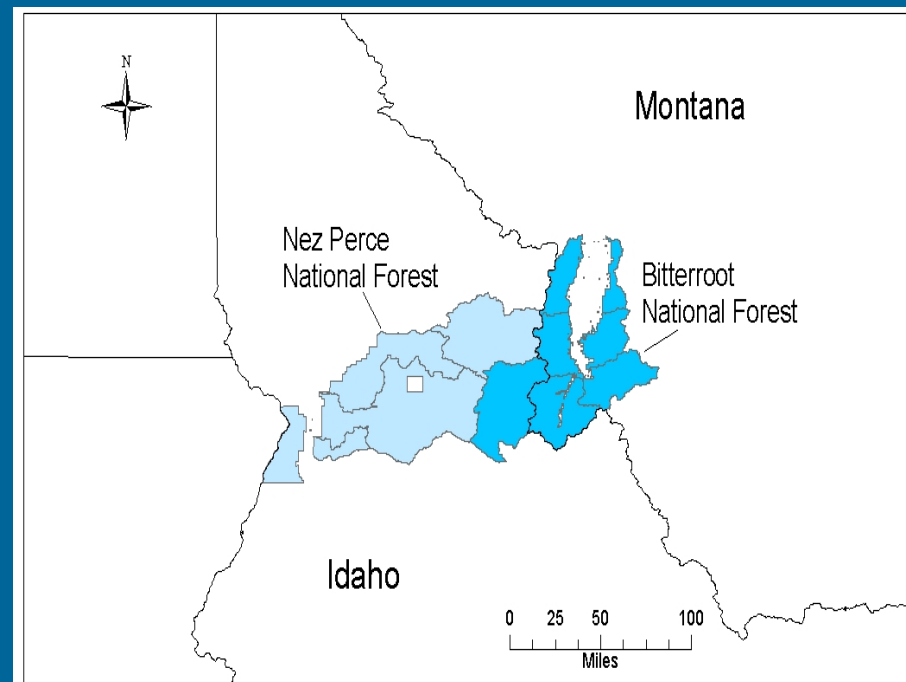 N
Montana
Nez Perce
National Forest
Bitterroot
National Forest
Idaho
0 25 50 100
Miles